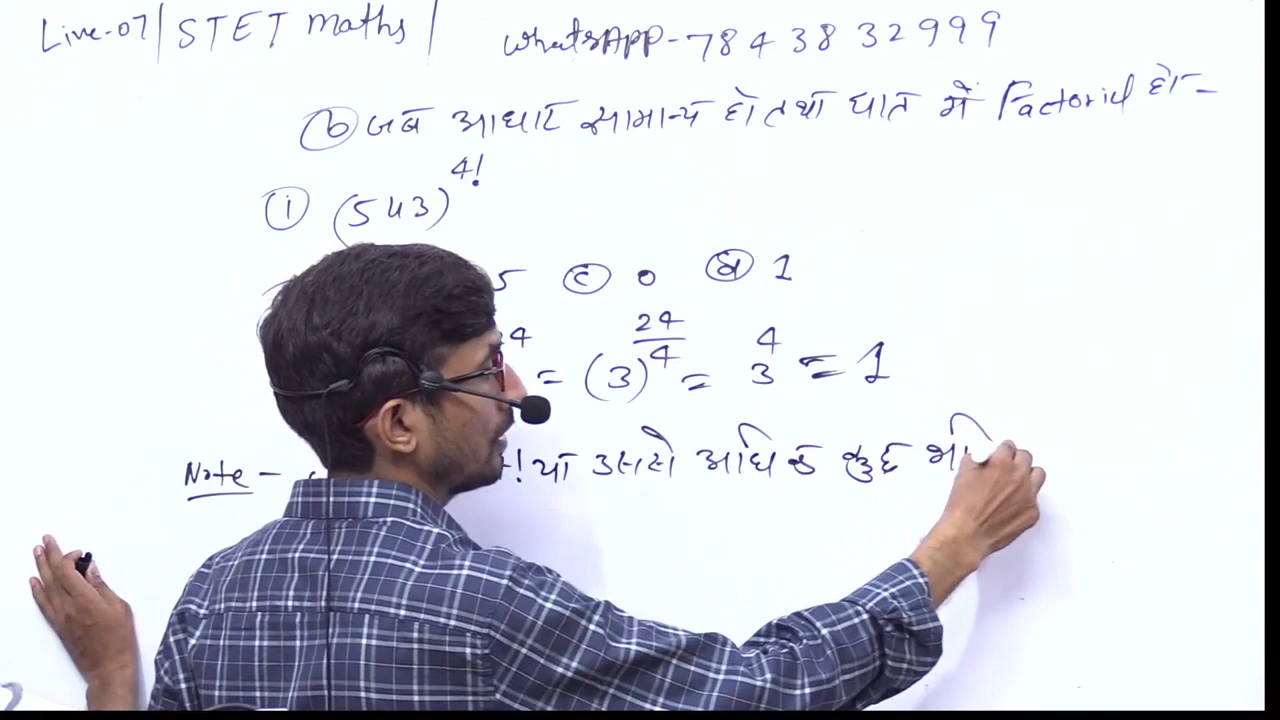 Live-07 | STET Maths | WhatsApp-7843832999
(b) जब आधार सामान्य हो तथा घात में Factorial हो-
(i) (543)^4!
5 (c) 0 (d) 1
4 = (3)^24/4 = 3^4 = 1
Note - ! या उससे अधिक कुछ भी